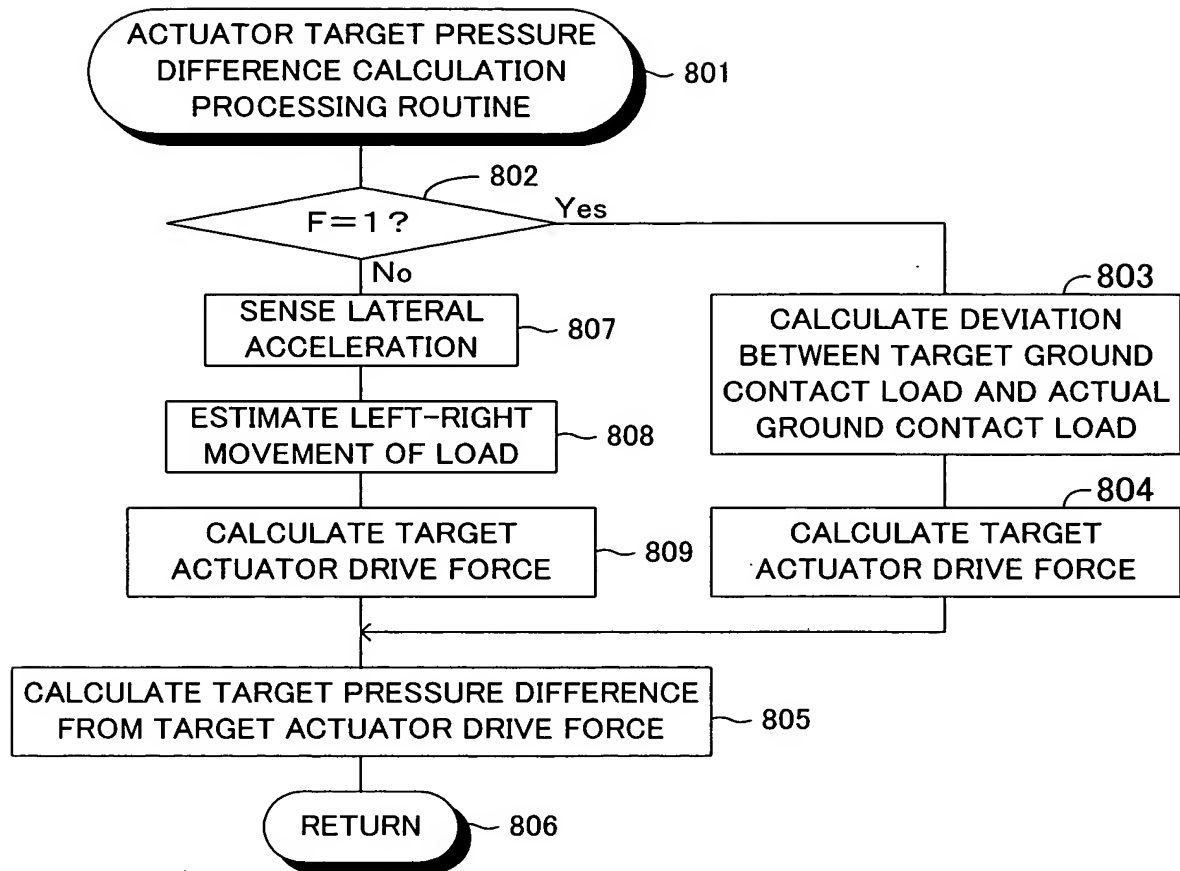 ACTUATOR TARGET PRESSURE
DIFFERENCE CALCULATION
PROCESSING ROUTINE
801
802
F=1?
Yes
No
SENSE LATERAL
ACCELERATION
807
ESTIMATE LEFT-RIGHT
MOVEMENT OF LOAD
808
CALCULATE TARGET
ACTUATOR DRIVE FORCE
809
803
CALCULATE DEVIATION
BETWEEN TARGET GROUND
CONTACT LOAD AND ACTUAL
GROUND CONTACT LOAD
804
CALCULATE TARGET
ACTUATOR DRIVE FORCE
CALCULATE TARGET PRESSURE DIFFERENCE
FROM TARGET ACTUATOR DRIVE FORCE
805
RETURN
806